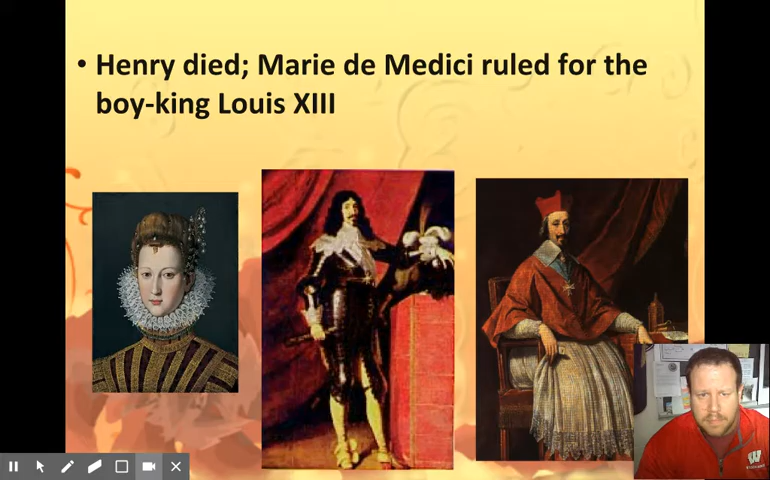 • Henry died; Marie de Medici ruled for the
boy-king Louis XIII
W